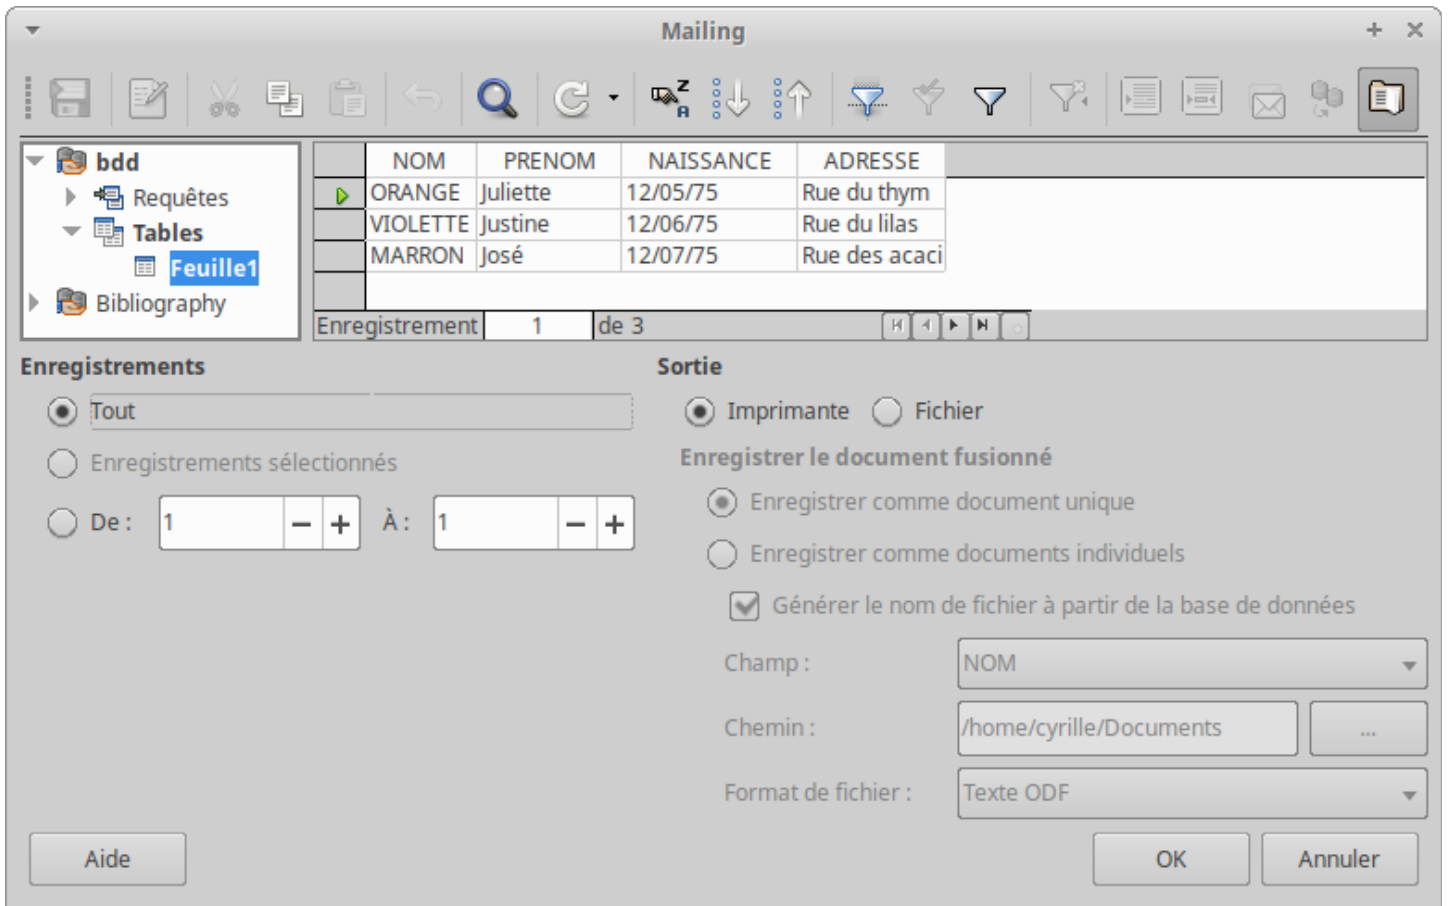 Mailing
bdd
Requêtes
Tables
Feuille1
Bibliography
NOM PRENOM NAISSANCE ADRESSE
ORANGE Juliette 12/05/75 Rue du thym
VIOLETTE Justine 12/06/75 Rue du lilas
MARRON José 12/07/75 Rue des acaci
Enregistrement 1 de 3
Enregistrements
Tout
Enregistrements sélectionnés
De : 1 À : 1
Sortie
Imprimante Fichier
Enregistrer le document fusionné
Enregistrer comme document unique
Enregistrer comme documents individuels
Générer le nom de fichier à partir de la base de données
Champ : NOM
Chemin : /home/cyrille/Documents ...
Format de fichier : Texte ODF
Aide OK Annuler